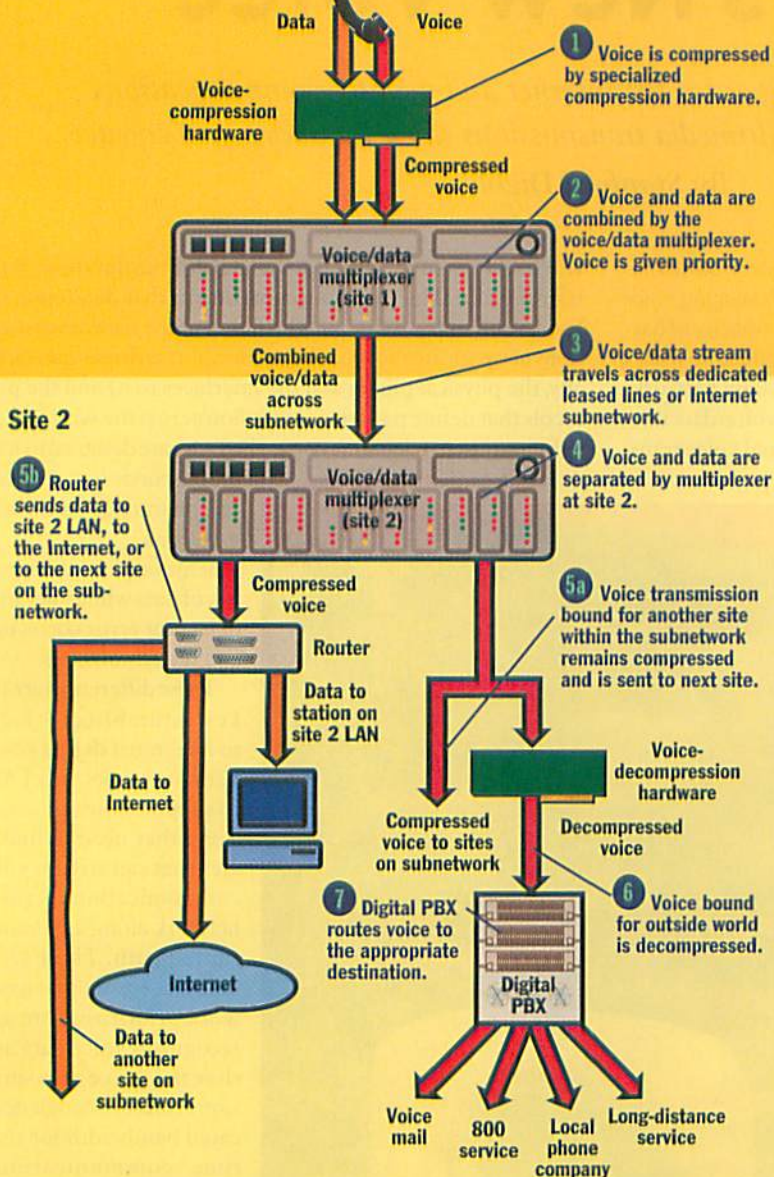 Data
Voice
1 Voice is compressed
by specialized
compression hardware.
Voice-
compression
hardware
Compressed
voice
2 Voice and data are
combined by the
voice/data multiplexer.
Voice is given priority.
Voice/data
multiplexer
(site 1)
Combined
voice/data
across
subnetwork
3 Voice/data stream
travels across dedicated
leased lines or Internet
subnetwork.
Site 2
4 Voice and data are
separated by multiplexer
at site 2.
Voice/data
multiplexer
(site 2)
5b Router
sends data to
site 2 LAN, to
the Internet, or
to the next site
on the sub-
network.
Compressed
voice
5a Voice transmission
bound for another site
within the subnetwork
remains compressed
and is sent to next site.
Router
Data to
station on
site 2 LAN
Data to
Internet
Voice-
decompression
hardware
Compressed
voice to sites
on subnetwork
Decompressed
voice
6 Voice bound
for outside world
is decompressed.
7 Digital PBX
routes voice to
the appropriate
destination.
Digital
PBX
Internet
Data to
another
site on
subnetwork
Voice
mail
800
service
Local
phone
company
Long-distance
service